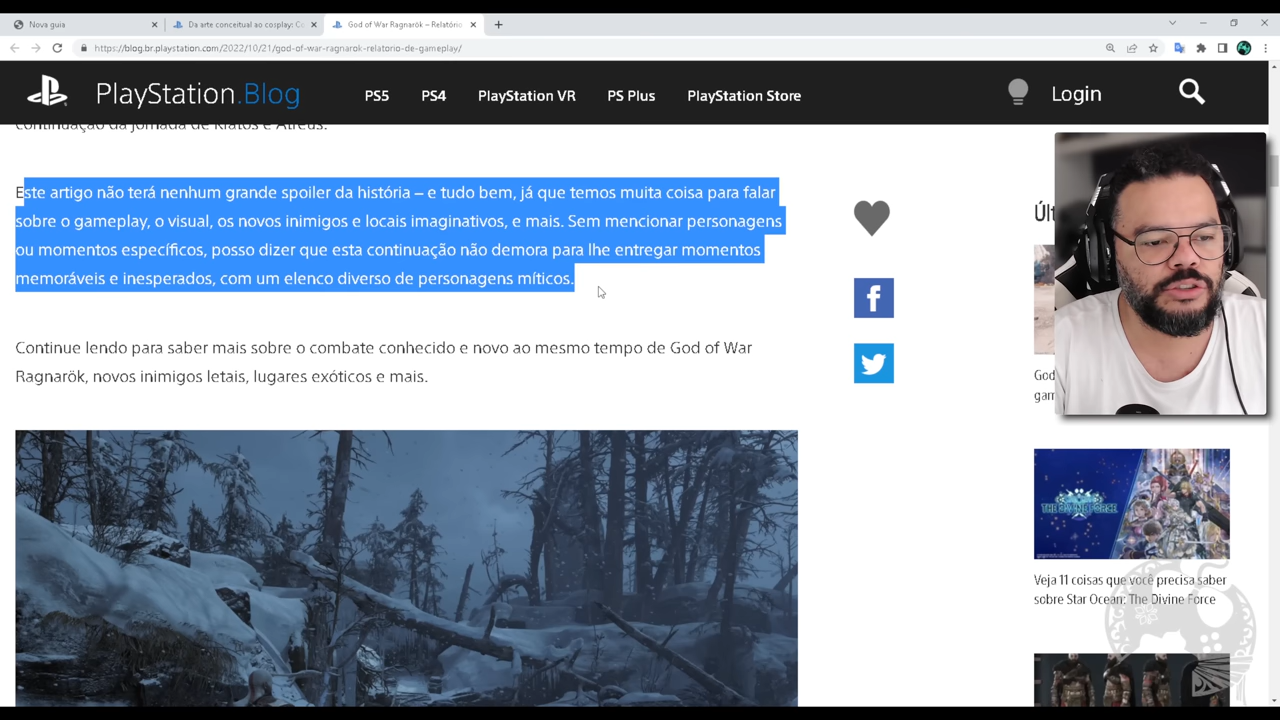 Nova guia
Da arte conceitual ao cosplay: Co
God of War Ragnarök – Relatório
https://blog.br.playstation.com/2022/10/21/god-of-war-ragnarok-relatorio-de-gameplay/
PlayStation.Blog
PS5
PS4
PlayStation VR
PS Plus
PlayStation Store
Login
continuação da jornada de Kratos e Atreus.
Este artigo não terá nenhum grande spoiler da história – e tudo bem, já que temos muita coisa para falar
sobre o gameplay, o visual, os novos inimigos e locais imaginativos, e mais. Sem mencionar personagens
ou momentos específicos, posso dizer que esta continuação não demora para lhe entregar momentos
memoráveis e inesperados, com um elenco diverso de personagens míticos.
Continue lendo para saber mais sobre o combate conhecido e novo ao mesmo tempo de God of War
Ragnarök, novos inimigos letais, lugares exóticos e mais.
Últ
God
gam
THE DIVINE FORCE
Veja 11 coisas que você precisa saber
sobre Star Ocean: The Divine Force